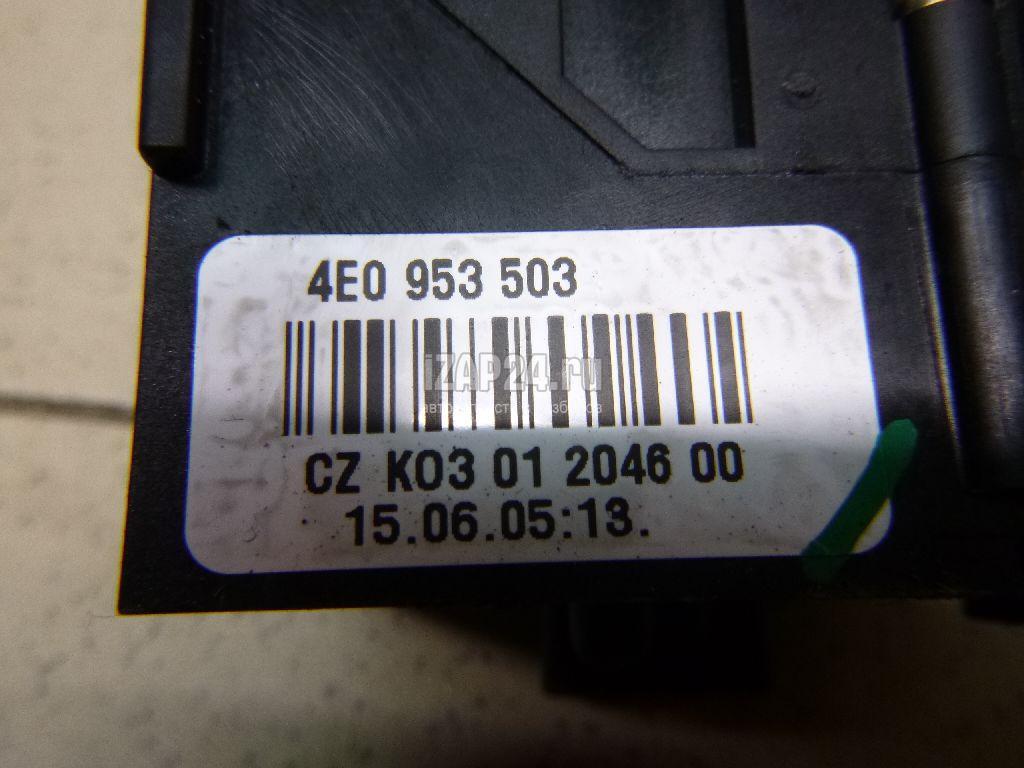 4E0 953 503
iZAP24.ru
CZ K03 01 2046 00
15.06.05:13.